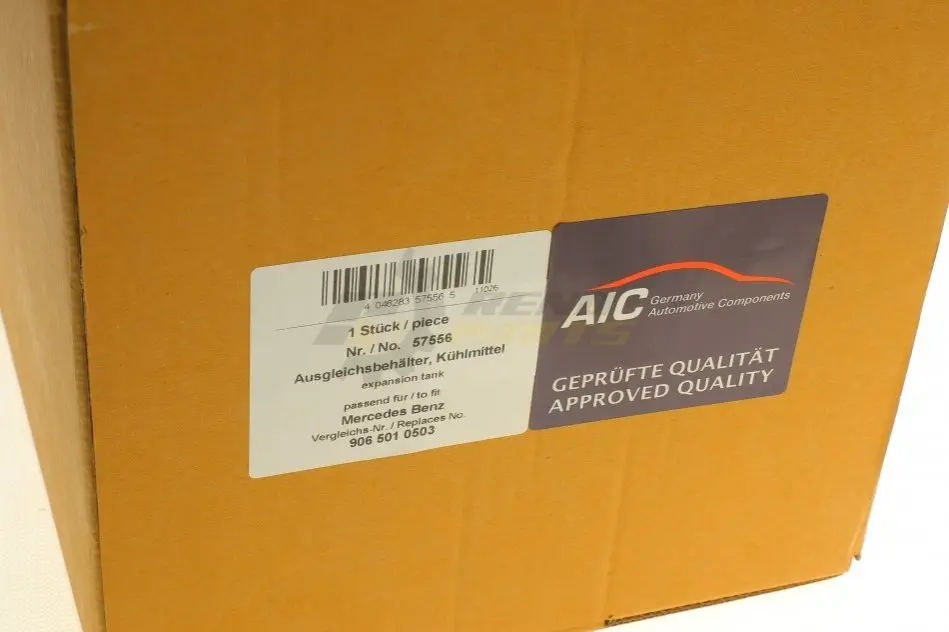 4 046283 57556 5
11026
1 Stück / piece
Nr. / No. 57556
Ausgleichsbehälter, Kühlmittel
expansion tank
passend für / to fit
Mercedes Benz
Vergleichs-Nr. / Replaces No.
906 501 0503
AIC Germany
Automotive Components
GEPRÜFTE QUALITÄT
APPROVED QUALITY